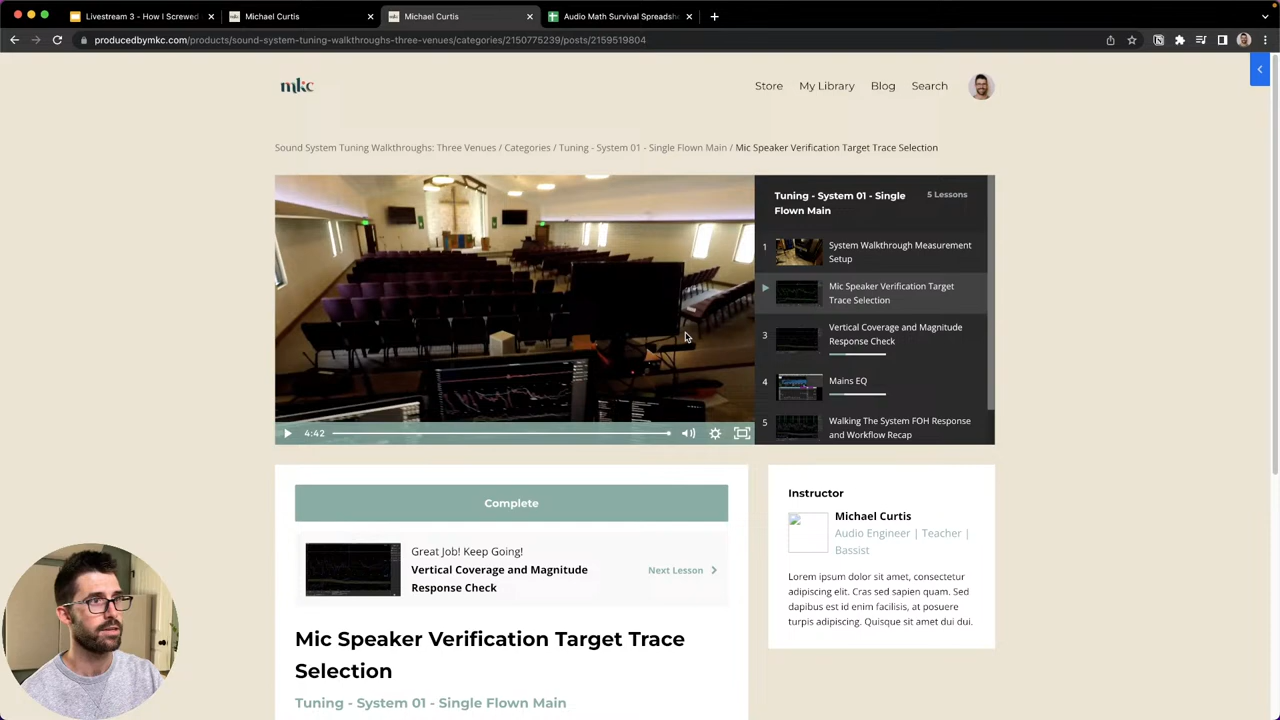 Livestream 3 - How I Screwed
Michael Curtis
Michael Curtis
Audio Math Survival Spreadsh
producedbymkc.com/products/sound-system-tuning-walkthroughs-three-venues/categories/2150775239/posts/2159519804
mkc
Store
My Library
Blog
Search
Sound System Tuning Walkthroughs: Three Venues / Categories / Tuning - System 01 - Single Flown Main / Mic Speaker Verification Target Trace Selection
Tuning - System 01 - Single
Flown Main
5 Lessons
1
System Walkthrough Measurement
Setup
Mic Speaker Verification Target
Trace Selection
3
Vertical Coverage and Magnitude
Response Check
4
Mains EQ
5
Walking The System FOH Response
and Workflow Recap
4:42
Complete
Great Job! Keep Going!
Vertical Coverage and Magnitude
Response Check
Next Lesson
Mic Speaker Verification Target Trace
Selection
Tuning - System 01 - Single Flown Main
Instructor
Michael Curtis
Audio Engineer | Teacher |
Bassist
Lorem ipsum dolor sit amet, consectetur
adipiscing elit. Cras sed sapien quam. Sed
dapibus est id enim facilisis, at posuere
turpis adipiscing. Quisque sit amet dui dui.